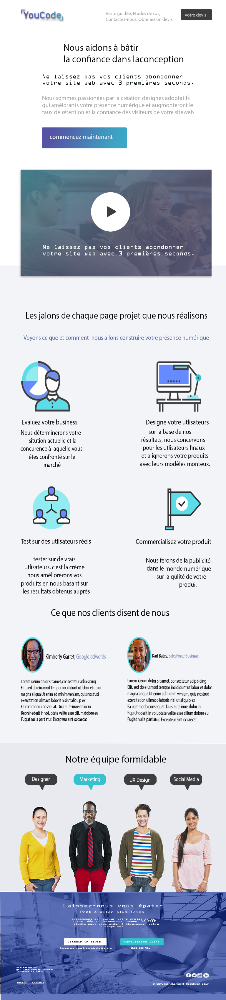 YouCode
Visite guidée, Etudes de cas,
Contactez-nous, Obtenez un devis
votre devis
Nous aidons à bâtir
la confiance dans laconception
Ne laissez pas vos clients abondonner
votre site web avec 3 premières seconds.
Nous sommes passionées par la création designes adoptatifs
qui amélorants votre présence numérique et augmonteront le
taux de rétention et la confiance des visiteurs de votre siteweb
commencez maintenant
Ne laissez pas vos clients abondonner
votre site web avec 3 premières seconds.
Les jalons de chaque page projet que nous réalisons
Voyons ce que et comment nous allons construire votre présence numérique
Evaluez votre business
Nous déterminerons votre
sitution actuelle et la
concurence à laquelle vous
êtes confronté sur le
marché
Designe votre utlisateurs
sur la base de nos
résultats, nous concervons
pour les utlisateurs finaux
et alignerons votre produits
avec leurs modèles monteux.
Test sur des utlisateurs réels
tester sur de vrais
utlisateurs, c'est la crème
nous améliorerons vos
produits en nous basant sur
les résultats obtenus auprès
Commercialisez votre produit
Nous ferons de la publicité
dans le monde numérique
sur la qulité de votre
produit
Ce que nos clients disent de nous
Kimberly Garret, Google adwords
Lorem ipsum dolor sit amet, consectetur adipisicing
Elit, sed do eiusmod tempor incididunt ut labor et dolor
magna aliqua.Ut enim ad minim veniam, quis nostrud
exercitation ullmaco laboris nisi ut aliquip ex
Ea commodo consequat. Duis aute irure dolor in
Reprehederit in voluptate velite esse cillum dolore eu
Fugiat nulla partiatur. Excepteur sint occaecat
Karl Bates, SalesForce Business
Lorem ipsum dolor sit amet, consectetur adipisicing
Elit, sed do eiusmod tempor incididunt ut labor et dolor
magna aliqua.Ut enim ad minim veniam, quis nostrud
exercitation ullmaco laboris nisi ut aliquip ex
Ea commodo consequat. Duis aute irure dolor in
Reprehederit in voluptate velite esse cillum dolore eu
Fugiat nulla partiatur. Excepteur sint occaecat
Notre équipe formidable
Designer
Marketing
UX Design
Social Media
Laissez-nous vous épater
Prêt à aller plus loins
Commonçons par parler votre projet ou de
votre idée et découvrons comment YOUCODE
studio peut vous aider à développer votre
entreprise.
Obtenir un devis
Consulation libre
Contactez-nous@youcodestudio.org
0600-123-456
Visitez-nous:
Boulvard Moulay YOussef,
Youssoufia, Maroc
AWARDS CLIENTS
© WSTUDIO ALLRIGHT RESERVED 2017